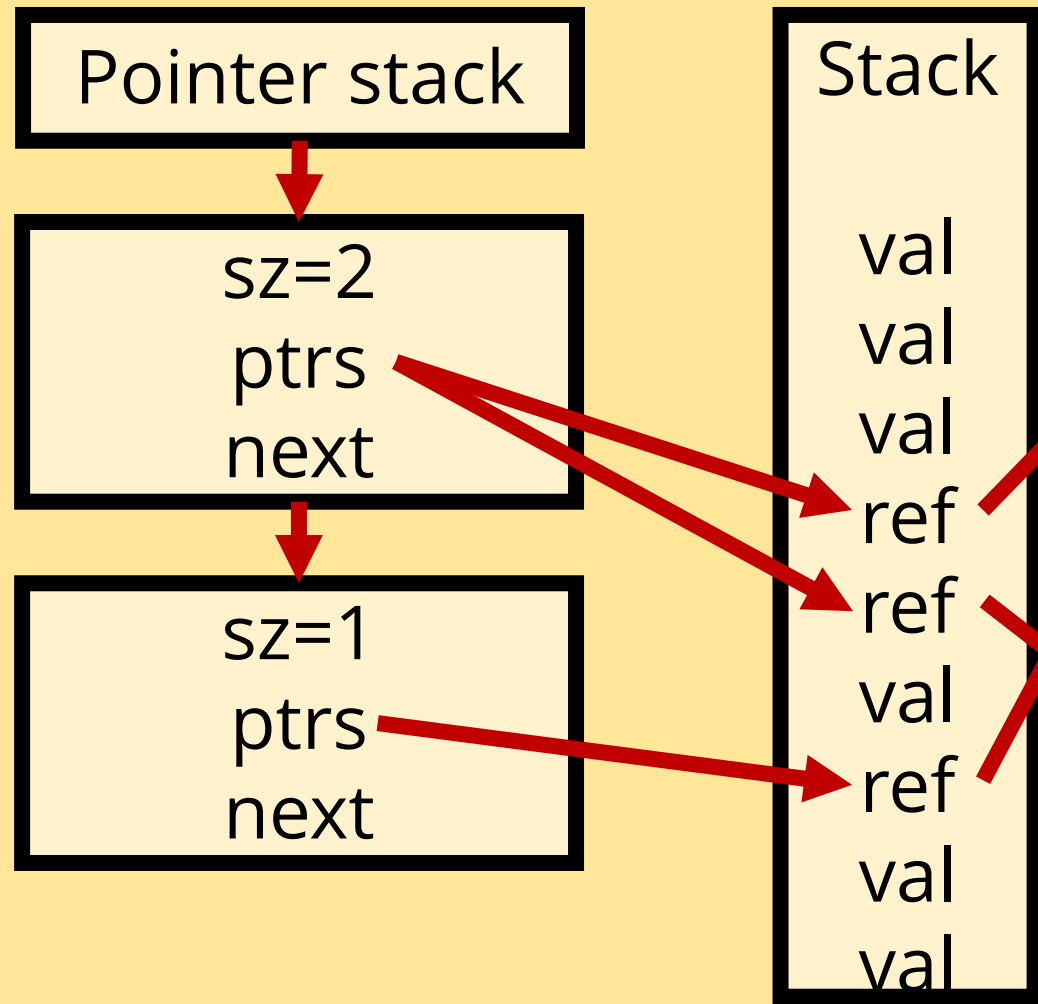 Pointer stack
sz=2
ptrs
next
sz=1
ptrs
next
Stack
val
val
val
ref
ref
val
ref
val
val